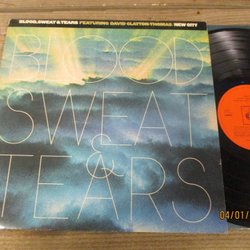 BLOOD, SWEAT & TEARS FEATURING DAVID CLAYTON-THOMAS/NEW CITY
BLOOD
SWEAT
&
TEARS
04/01/